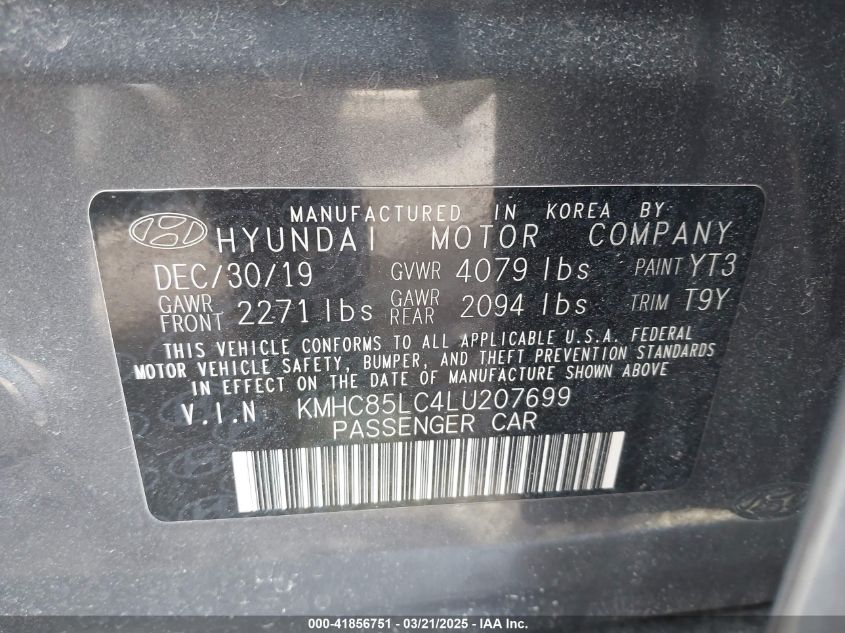 MANUFACTURED IN KOREA BY
HYUNDAI MOTOR COMPANY
DEC/30/19 GVWR 4079 lbs PAINT YT3
GAWR FRONT 2271 lbs GAWR REAR 2094 lbs TRIM T9Y
THIS VEHICLE CONFORMS TO ALL APPLICABLE U.S.A. FEDERAL
MOTOR VEHICLE SAFETY, BUMPER, AND THEFT PREVENTION STANDARDS
IN EFFECT ON THE DATE OF MANUFACTURE SHOWN ABOVE
V.I.N KMHC85LC4LU207699
PASSENGER CAR
000-41856751 — 03/21/2025 — IAA Inc.